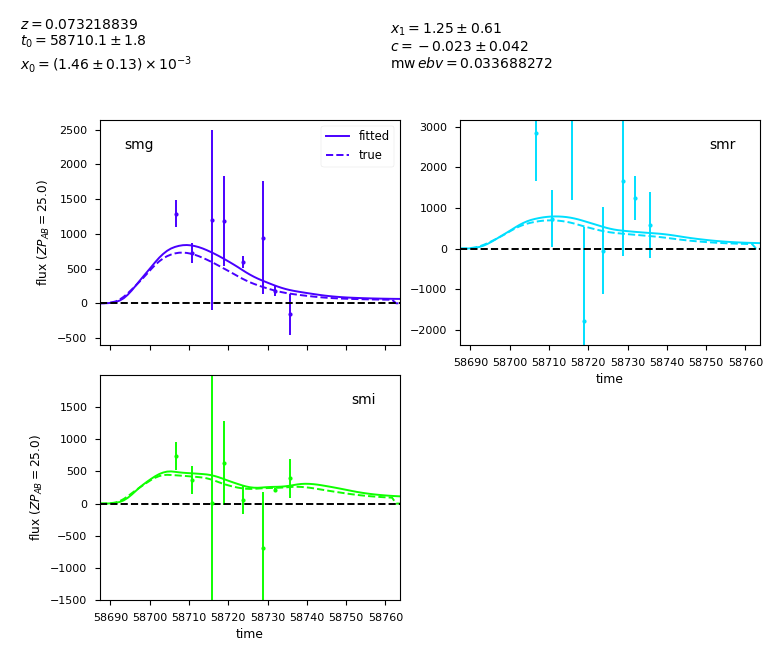 z = 0.073218839
t₀ = 58710.1 ± 1.8
x₀ = (1.46 ± 0.13) × 10⁻³
x₁ = 1.25 ± 0.61
c = −0.023 ± 0.042
mw ebv = 0.033688272
smg
fitted
true
2500
2000
1500
1000
500
0
−500
flux (ZP_AB = 25.0)
smr
3000
2000
1000
0
−1000
−2000
58690 58700 58710 58720 58730 58740 58750 58760
time
smi
1500
1000
500
0
−500
−1000
−1500
flux (ZP_AB = 25.0)
58690 58700 58710 58720 58730 58740 58750 58760
time